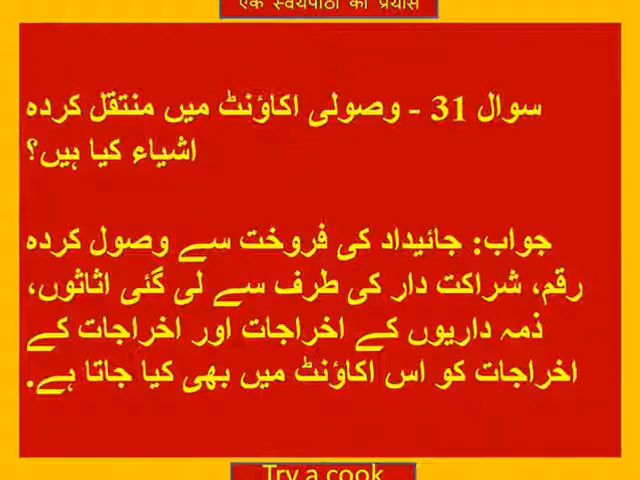 एक स्वयंपाठी का प्रयास
سوال 31 - وصولی اکاؤنٹ میں منتقل کردہ
اشیاء کیا ہیں؟
جواب: جائیداد کی فروخت سے وصول کردہ
رقم، شراکت دار کی طرف سے لی گئی اثاثوں،
ذمہ داریوں کے اخراجات اور اخراجات کے
اخراجات کو اس اکاؤنٹ میں بھی کیا جاتا ہے.
Try a cook